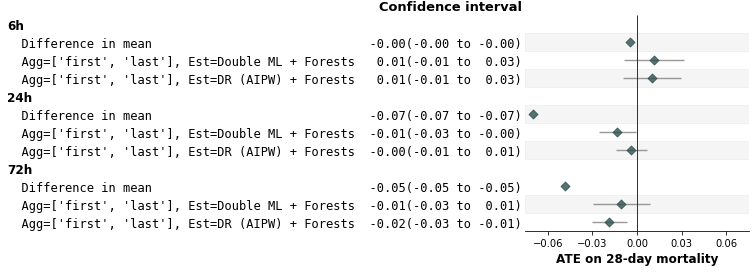 Confidence interval
6h
Difference in mean -0.00(-0.00 to -0.00)
Agg=['first', 'last'], Est=Double ML + Forests 0.01(-0.01 to 0.03)
Agg=['first', 'last'], Est=DR (AIPW) + Forests 0.01(-0.01 to 0.03)
24h
Difference in mean -0.07(-0.07 to -0.07)
Agg=['first', 'last'], Est=Double ML + Forests -0.01(-0.03 to -0.00)
Agg=['first', 'last'], Est=DR (AIPW) + Forests -0.00(-0.01 to 0.01)
72h
Difference in mean -0.05(-0.05 to -0.05)
Agg=['first', 'last'], Est=Double ML + Forests -0.01(-0.03 to 0.01)
Agg=['first', 'last'], Est=DR (AIPW) + Forests -0.02(-0.03 to -0.01)
−0.06 −0.03 0.00 0.03 0.06
ATE on 28-day mortality